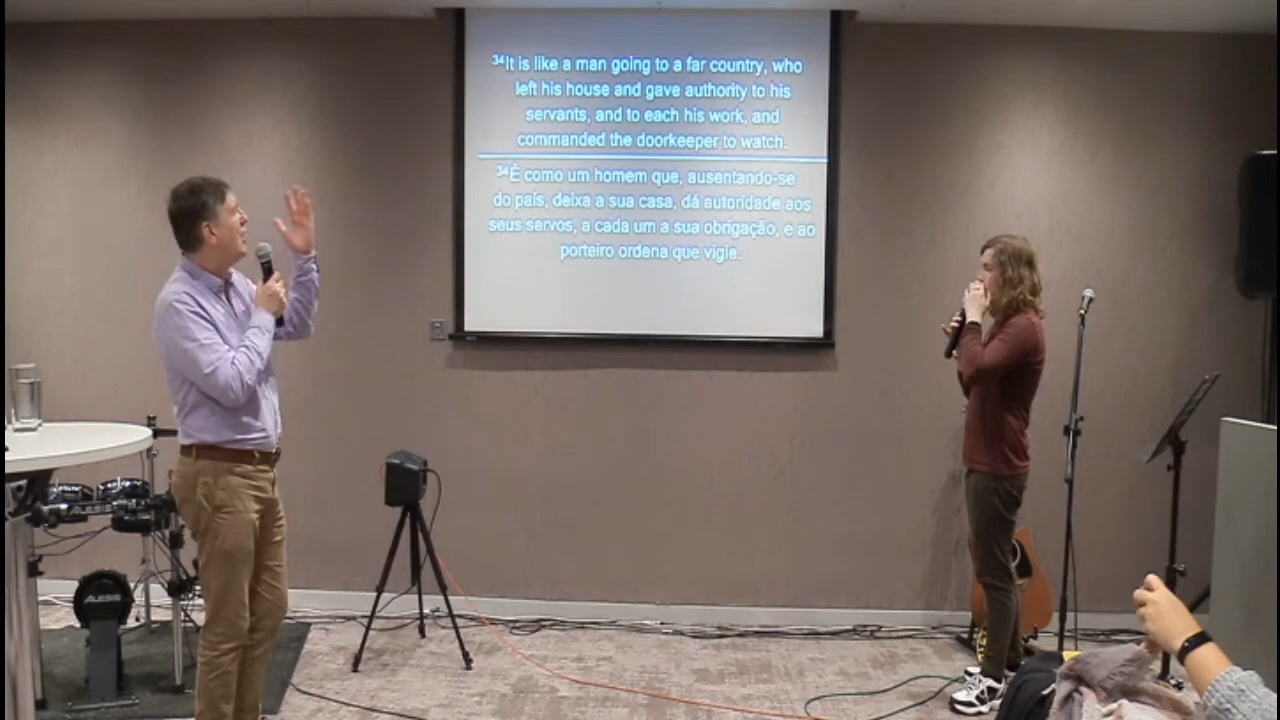 ³⁴It is like a man going to a far country, who
left his house and gave authority to his
servants, and to each his work, and
commanded the doorkeeper to watch.
³⁴É como um homem que, ausentando-se
do país, deixa a sua casa, dá autoridade aos
seus servos, a cada um a sua obrigação, e ao
porteiro ordena que vigie.
ALESIS